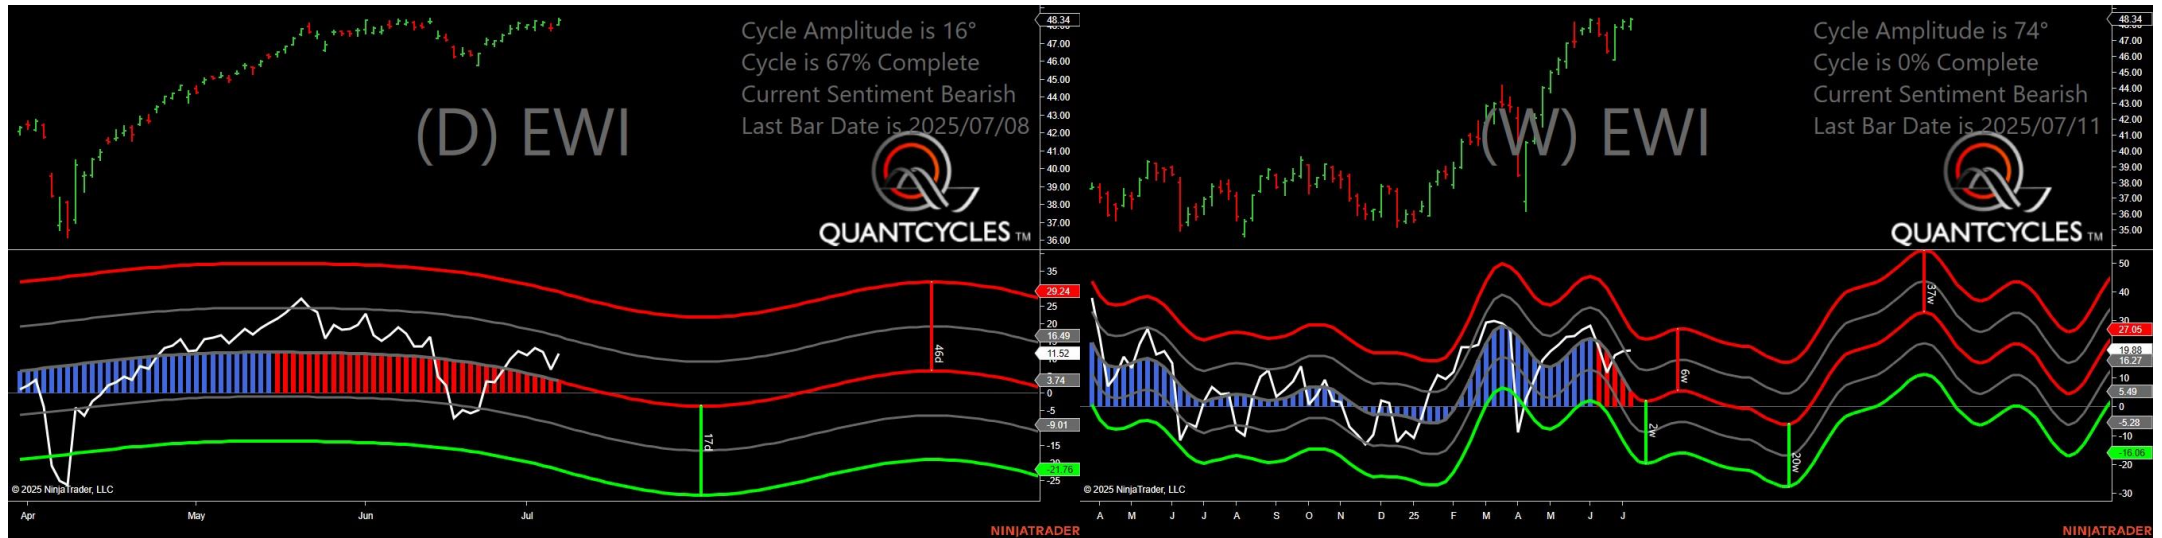 Cycle Amplitude is 16°
Cycle is 67% Complete
Current Sentiment Bearish
Last Bar Date is 2025/07/08
(D) EWI
QUANTCYCLES TM
48.34
47.00
46.00
45.00
44.00
43.00
42.00
41.00
40.00
39.00
38.00
37.00
36.00
35
29.24
25
20
16.49
11.52
3.74
0
-5
-9.01
-15
-21.76
-25
46d
17d
© 2025 NinjaTrader, LLC
Apr May Jun Jul
NINJATRADER
Cycle Amplitude is 74°
Cycle is 0% Complete
Current Sentiment Bearish
Last Bar Date is 2025/07/11
(W) EWI
QUANTCYCLES TM
48.34
47.00
46.00
45.00
44.00
43.00
42.00
41.00
40.00
39.00
38.00
37.00
36.00
35.00
50
40
30
27.05
19.88
16.27
10
5.49
0
-5.28
-10
-16.06
-20
-30
37w
6w
2w
20w
© 2025 NinjaTrader, LLC
A M J J A S O N D 25 F M A M J J
NINJATRADER